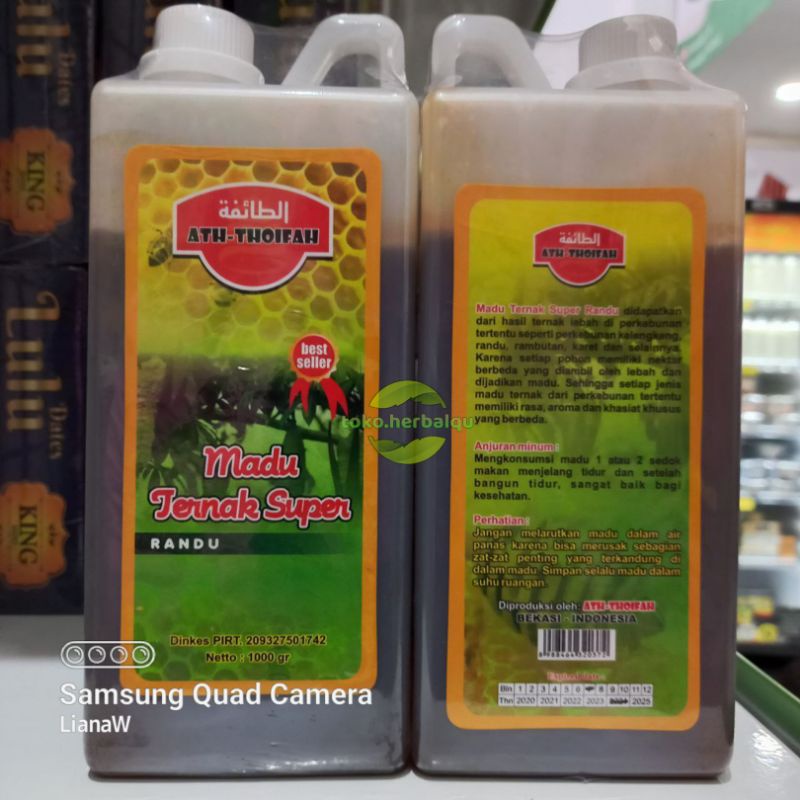 Lulu
Dates
KING
Lulu
Dates
KING
الطائفة
ATH-THOIFAH
best
seller
Madu
Ternak Super
RANDU
Dinkes PIRT. 209327501742
Netto : 1000 gr
toko.herbalqu
الطائفة
ATH-THOIFAH
Madu Ternak Super Randu didapatkan
dari hasil ternak lebah di perkabunan
tertentu seperti perkebunan kalengkang,
randu, rambutan, karet dan selainnya.
Karena setiap pohon memiliki nektar
berbeda yang diambil oleh lebah dan
dijadikan madu. Sehingga setiap jenis
madu ternak dari perkebunan tertentu
memiliki rasa, aroma dan khasiat khusus
yang berbeda.
Anjuran minum :
Mengkonsumsi madu 1 atau 2 sedok
makan menjelang tidur dan setelah
bangun tidur, sangat baik bagi
kesehatan.
Perhatian :
Jangan melarutkan madu dalam air
panas karena bisa merusak sebagian
zat-zat penting yang terkandung di
dalam madu. Simpan selalu madu dalam
suhu ruangan.
Diproduksi oleh: ATH-THOIFAH
BEKASI - INDONESIA
Expired date
Bln 1 2 3 4 5 6 8 9 10 11 12
Thn 2020 2021 2022 2023 2025
Samsung Quad Camera
LianaW